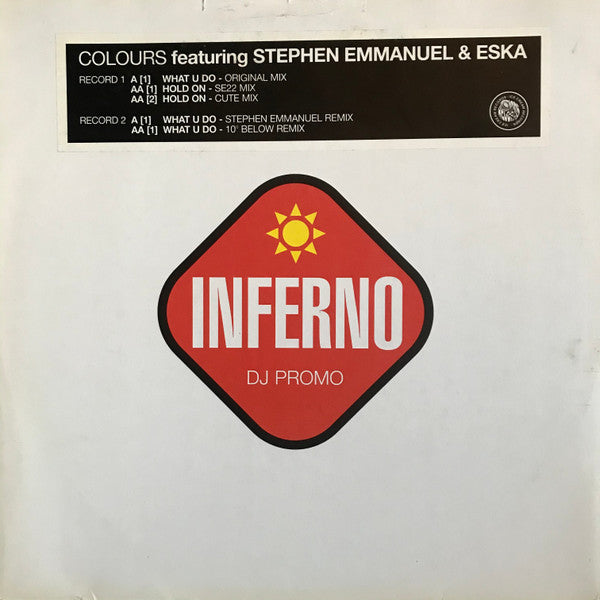 COLOURS featuring STEPHEN EMMANUEL & ESKA
RECORD 1 A [1] WHAT U DO - ORIGINAL MIX
AA [1] HOLD ON - SE22 MIX
AA [2] HOLD ON - CUTE MIX
RECORD 2 A [1] WHAT U DO - STEPHEN EMMANUEL REMIX
AA [1] WHAT U DO - 10° BELOW REMIX
INFERNO
DJ PROMO